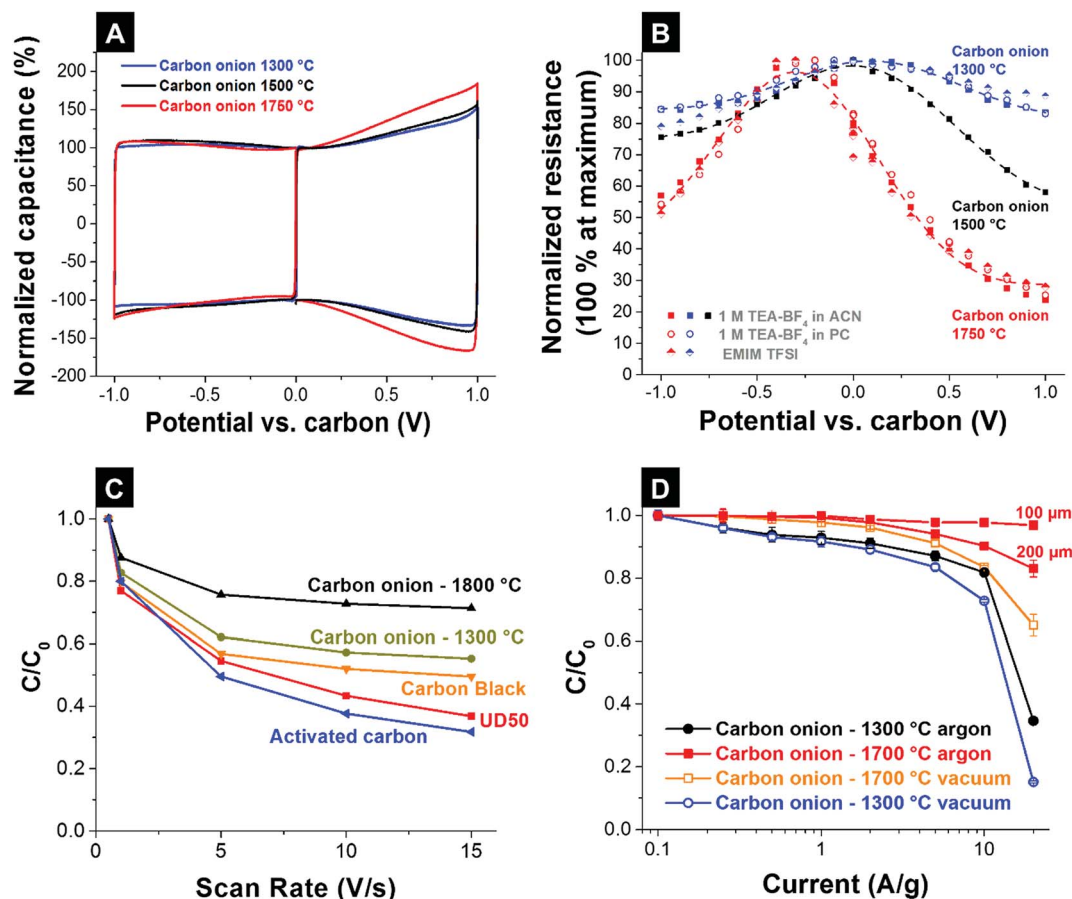 A
Normalized capacitance (%)
200
150
100
50
0
-50
-100
-150
-200
Carbon onion 1300 °C
Carbon onion 1500 °C
Carbon onion 1750 °C
-1.0
-0.5
0.0
0.5
1.0
Potential vs. carbon (V)
B
Normalized resistance
(100 % at maximum)
100
90
80
70
60
50
40
30
20
10
0
Carbon onion
1300 °C
Carbon onion
1500 °C
Carbon onion
1750 °C
1 M TEA-BF4 in ACN
1 M TEA-BF4 in PC
EMIM TFSI
-1.0
-0.5
0.0
0.5
1.0
Potential vs. carbon (V)
C
C/C0
1.0
0.8
0.6
0.4
0.2
0.0
Carbon onion - 1800 °C
Carbon onion - 1300 °C
Carbon Black
UD50
Activated carbon
0
5
10
15
Scan Rate (V/s)
D
C/C0
1.0
0.8
0.6
0.4
0.2
0.0
100 µm
200 µm
Carbon onion - 1300 °C argon
Carbon onion - 1700 °C argon
Carbon onion - 1700 °C vacuum
Carbon onion - 1300 °C vacuum
0.1
1
10
Current (A/g)